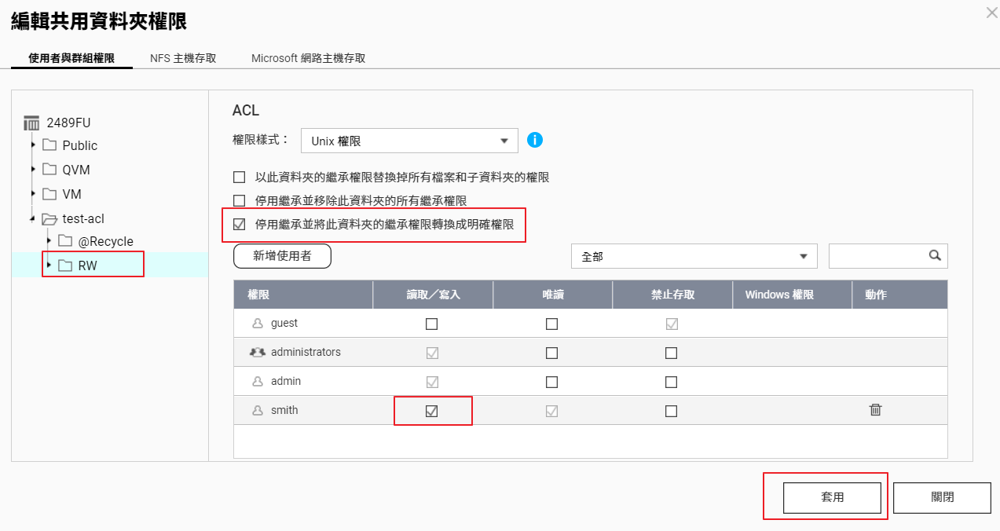 編輯共用資料夾權限
使用者與群組權限 NFS 主機存取 Microsoft 網路主機存取
2489FU
Public
QVM
VM
test-acl
@Recycle
RW
ACL
權限樣式： Unix 權限
以此資料夾的繼承權限替換掉所有檔案和子資料夾的權限
停用繼承並移除此資料夾的所有繼承權限
停用繼承並將此資料夾的繼承權限轉換成明確權限
新增使用者 全部
權限 讀取／寫入 唯讀 禁止存取 Windows 權限 動作
guest
administrators
admin
smith
套用 關閉